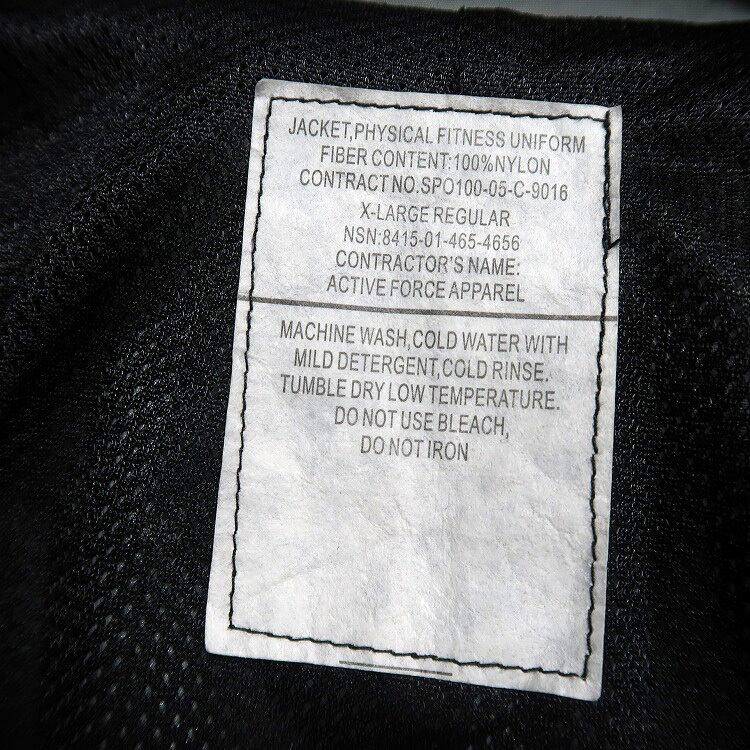 JACKET,PHYSICAL FITNESS UNIFORM
FIBER CONTENT:100%NYLON
CONTRACT NO.SPO100-05-C-9016
X-LARGE REGULAR
NSN:8415-01-465-4656
CONTRACTOR'S NAME:
ACTIVE FORCE APPAREL
MACHINE WASH,COLD WATER WITH
MILD DETERGENT,COLD RINSE.
TUMBLE DRY LOW TEMPERATURE.
DO NOT USE BLEACH,
DO NOT IRON